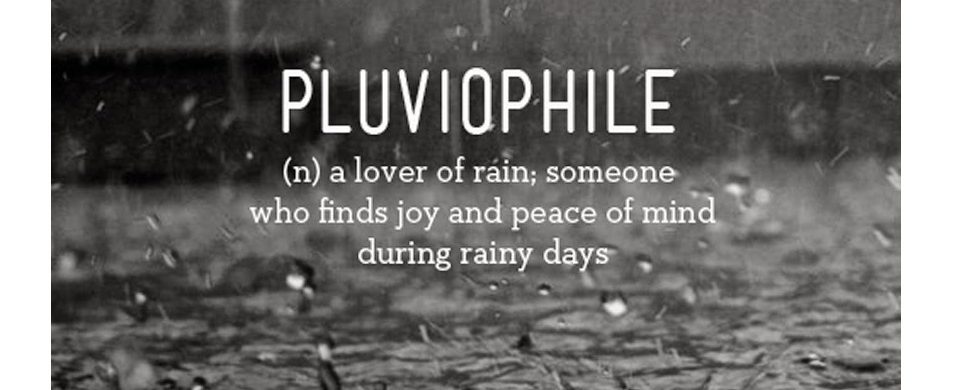 PLUVIOPHILE
(n) a lover of rain; someone
who finds joy and peace of mind
during rainy days